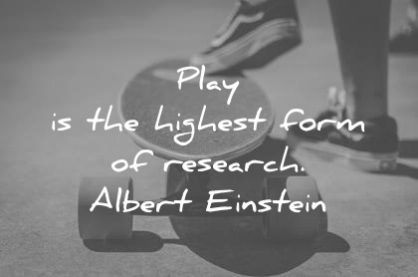 Play
is the highest form
of research.
Albert Einstein